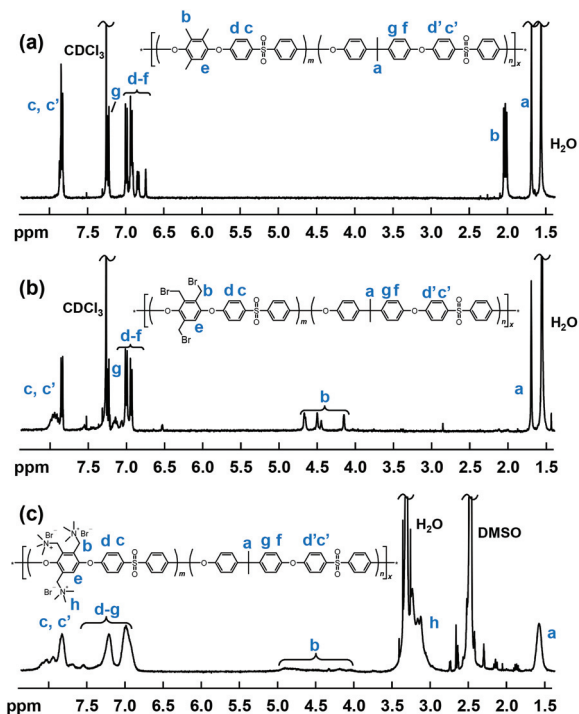 (a)
b
d c
g f
d' c'
CDCl3
e
a
m
n
x
O
O
S
O
O
O
O
S
O
O
g
d-f
c, c'
b
a
H2O
ppm 7.5 7.0 6.5 6.0 5.5 5.0 4.5 4.0 3.5 3.0 2.5 2.0 1.5
(b)
Br
Br
b
d c
a
g f
d'c'
CDCl3
O
O
S
O
O
O
O
S
O
O
e
Br
m
n
x
d-f
g
c, c'
b
a
H2O
ppm 7.5 7.0 6.5 6.0 5.5 5.0 4.5 4.0 3.5 3.0 2.5 2.0 1.5
(c)
Br⁻
N⁺
Br⁻
N⁺
b
d c
a
g f
d'c'
O
O
S
O
O
O
O
S
O
O
e
Br⁻
N⁺
h
m
n
x
H2O
DMSO
c, c'
d-g
b
h
a
ppm 7.5 7.0 6.5 6.0 5.5 5.0 4.5 4.0 3.5 3.0 2.5 2.0 1.5